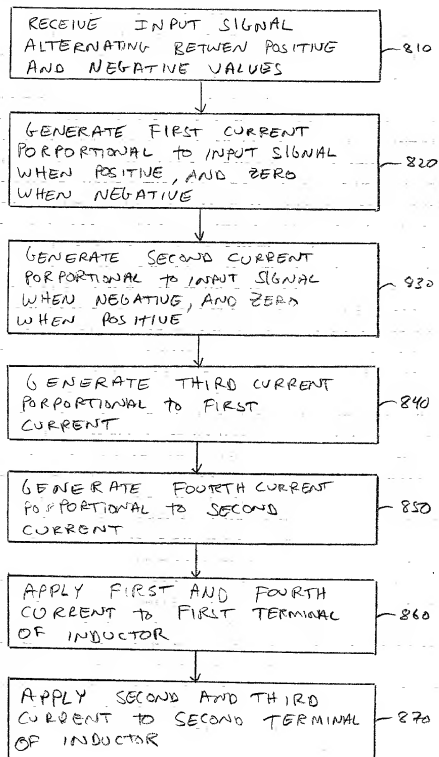 RECEIVE INPUT SIGNAL
ALTERNATING BETWEN POSITIVE
AND NEGATIVE VALUES
810
GENERATE FIRST CURRENT
PORPORTIONAL to INPUT SIGNAL
WHEN POSITIVE, AND ZERO
WHEN NEGATIVE
820
GENERATE SECOND CURRENT
PORPORTIONAL to INPUT SIGNAL
WHEN NEGATIVE, AND ZERO
WHEN POSITIVE
830
GENERATE THIRD CURRENT
PORPORTIONAL to FIRST
CURRENT
840
GENERATE FOURTH CURRENT
PORPORTIONAL to SECOND
CURRENT
850
APPLY FIRST AND FOURTH
CURRENT to FIRST TERMINAL
OF INDUCTOR
860
APPLY SECOND AND THIRD
CURRENT to SECOND TERMINAL
OF INDUCTOR
870